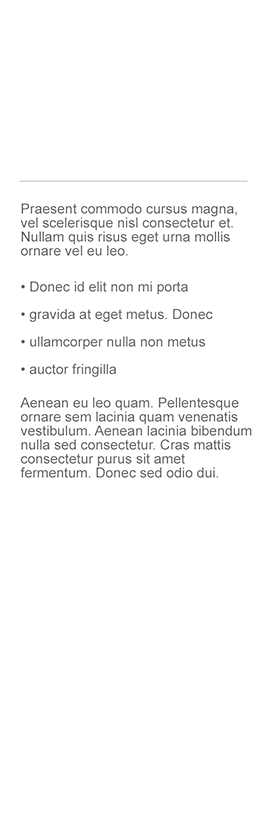 Praesent commodo cursus magna,
vel scelerisque nisl consectetur et.
Nullam quis risus eget urna mollis
ornare vel eu leo.
• Donec id elit non mi porta
• gravida at eget metus. Donec
• ullamcorper nulla non metus
• auctor fringilla
Aenean eu leo quam. Pellentesque
ornare sem lacinia quam venenatis
vestibulum. Aenean lacinia bibendum
nulla sed consectetur. Cras mattis
consectetur purus sit amet
fermentum. Donec sed odio dui.